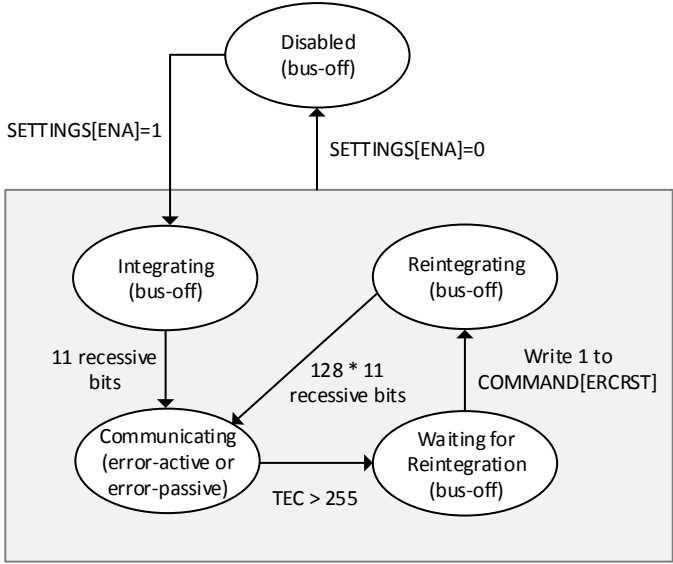 Disabled
(bus-off)
SETTINGS[ENA]=1
SETTINGS[ENA]=0
Integrating
(bus-off)
Reintegrating
(bus-off)
11 recessive
bits
128 * 11
recessive bits
Write 1 to
COMMAND[ERCRST]
Communicating
(error-active or
error-passive)
Waiting for
Reintegration
(bus-off)
TEC > 255